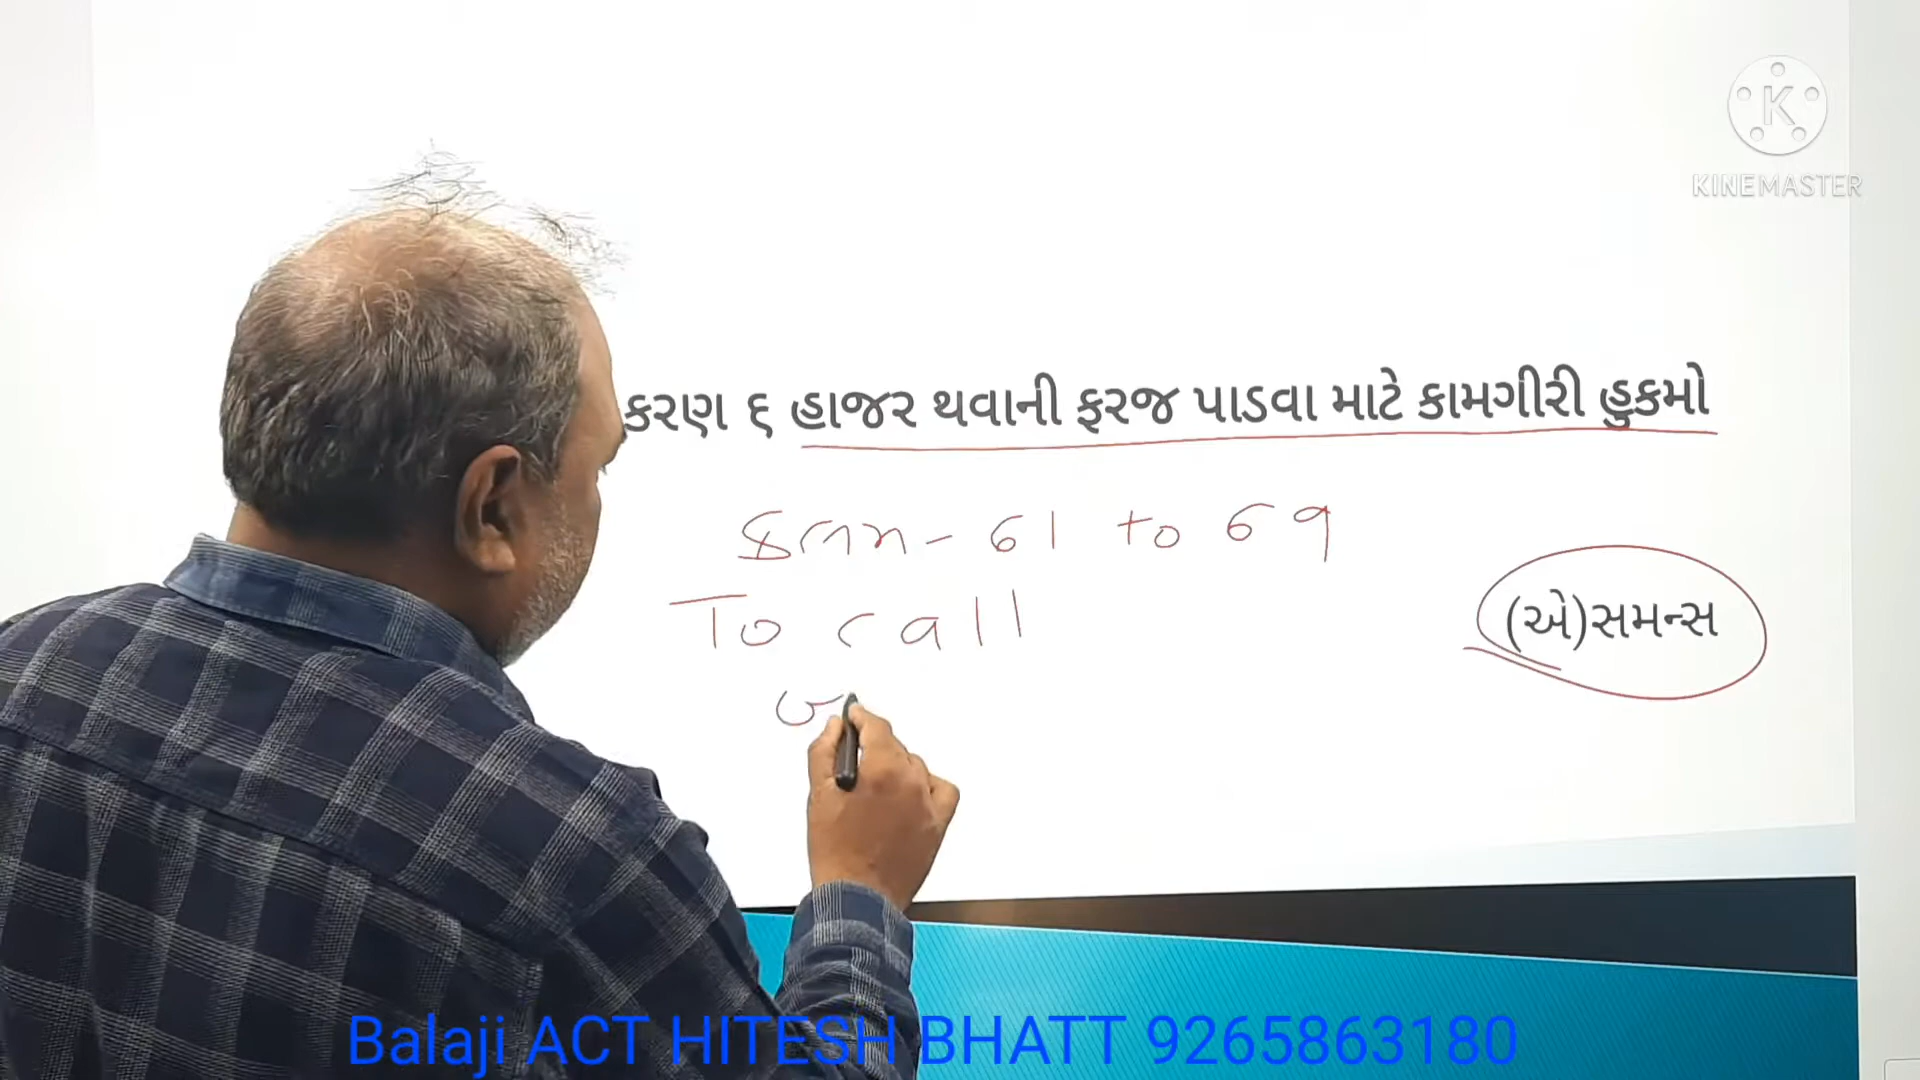 KINEMASTER
કરણ ૬ હાજર થવાની ફરજ પાડવા માટે કામગીરી હુકમો
કલમ - 61 to 69
(એ)સમન્સ
To call
Balaji ACT HITESH BHATT 9265863180